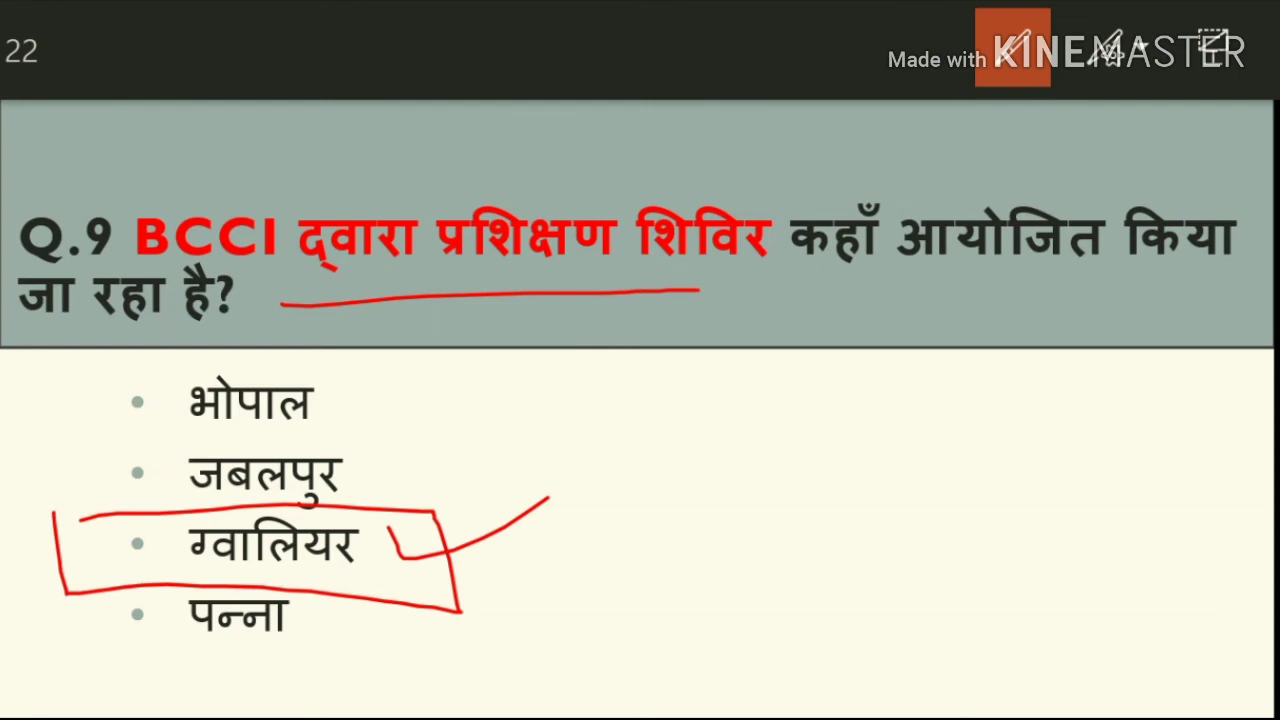 22
Made with KINEMASTER
Q.9 BCCI द्वारा प्रशिक्षण शिविर कहाँ आयोजित किया
जा रहा है?
• भोपाल
• जबलपुर
• ग्वालियर
• पन्ना